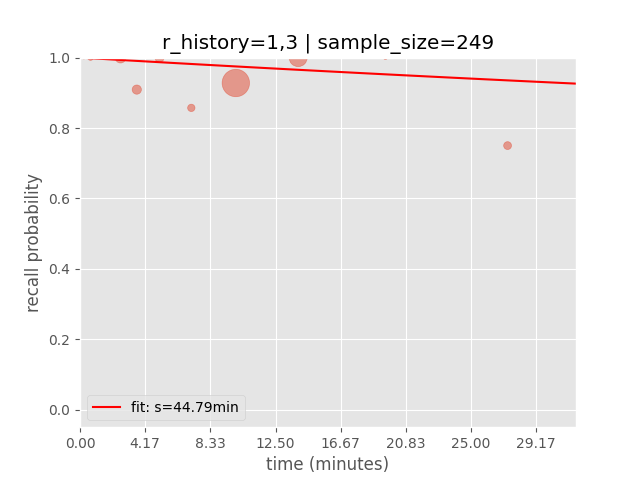 r_history=1,3 | sample_size=249
1.0
0.8
0.6
0.4
0.2
0.0
recall probability
fit: s=44.79min
0.00 4.17 8.33 12.50 16.67 20.83 25.00 29.17
time (minutes)